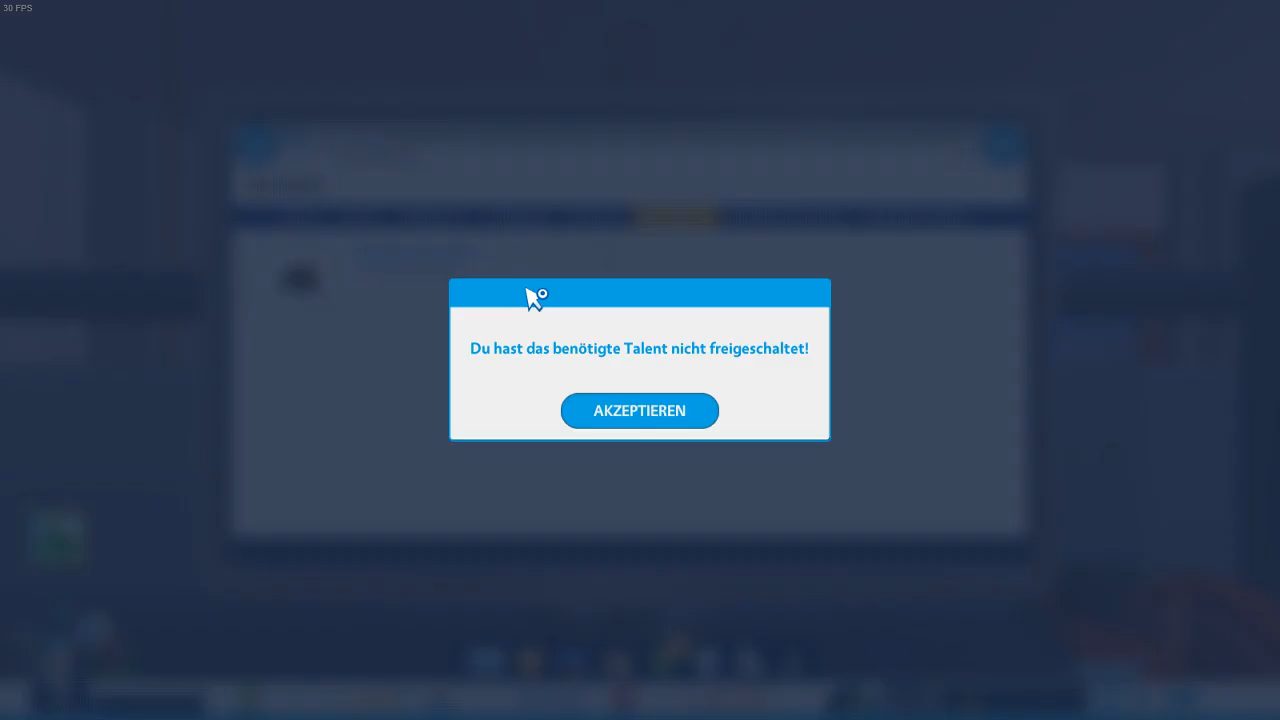 30 FPS
Du hast das benötigte Talent nicht freigeschaltet!
AKZEPTIEREN